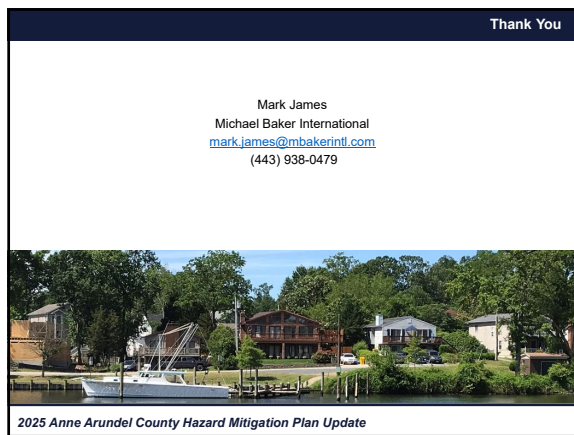 Thank You
Mark James
Michael Baker International
mark.james@mbakerintl.com
(443) 938-0479
2025 Anne Arundel County Hazard Mitigation Plan Update